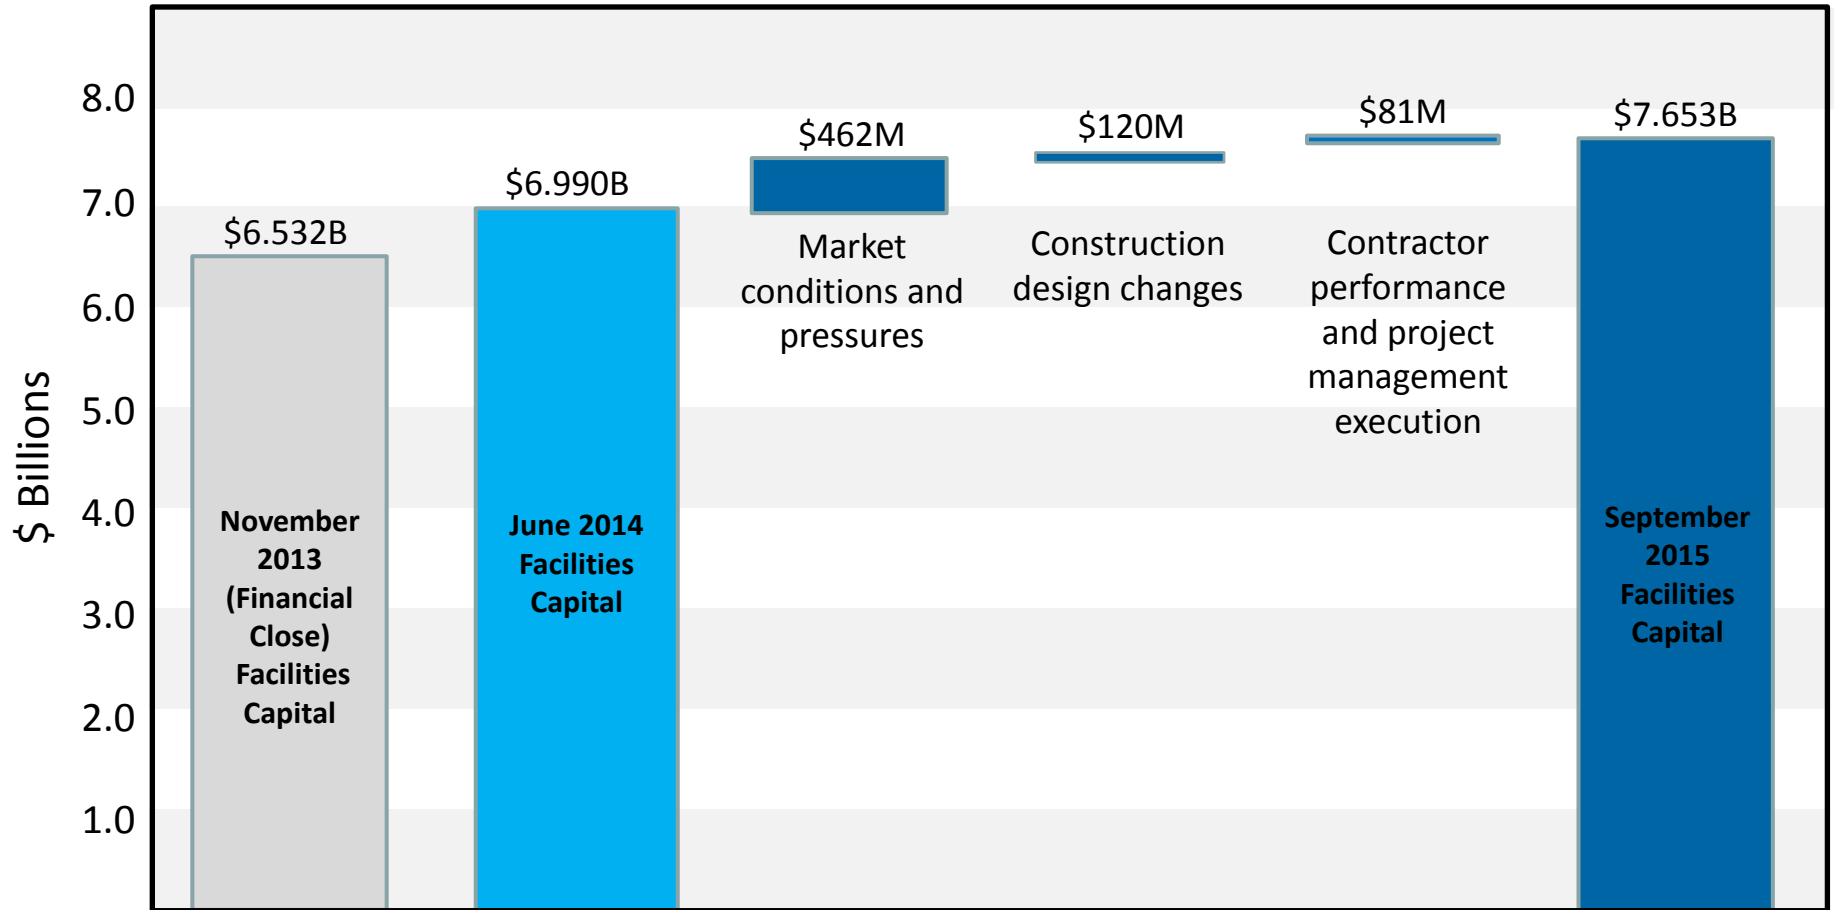 $ Billions
8.0
7.0
6.0
5.0
4.0
3.0
2.0
1.0
$6.532B
November
2013
(Financial
Close)
Facilities
Capital
$6.990B
June 2014
Facilities
Capital
$462M
Market
conditions and
pressures
$120M
Construction
design changes
$81M
Contractor
performance
and project
management
execution
$7.653B
September
2015
Facilities
Capital